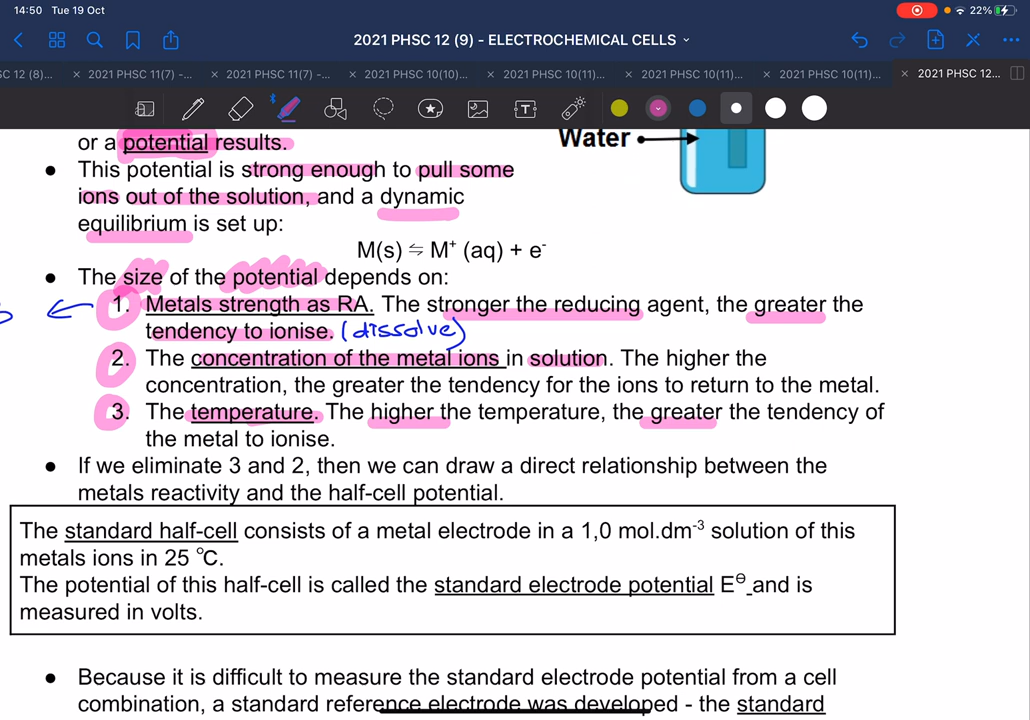 14:50 Tue 19 Oct
22%
2021 PHSC 12 (9) - ELECTROCHEMICAL CELLS
SC 12 (8)... × 2021 PHSC 11(7) -... × 2021 PHSC 11(7) -... × 2021 PHSC 10(10)... × 2021 PHSC 10(11)... × 2021 PHSC 10(11)... × 2021 PHSC 10(11)... × 2021 PHSC 12...
or a potential results.
Water
• This potential is strong enough to pull some
ions out of the solution, and a dynamic
equilibrium is set up:
M(s) ⇋ M⁺ (aq) + e⁻
• The size of the potential depends on:
1. Metals strength as RA. The stronger the reducing agent, the greater the
tendency to ionise. (dissolve)
2. The concentration of the metal ions in solution. The higher the
concentration, the greater the tendency for the ions to return to the metal.
3. The temperature. The higher the temperature, the greater the tendency of
the metal to ionise.
• If we eliminate 3 and 2, then we can draw a direct relationship between the
metals reactivity and the half-cell potential.
The standard half-cell consists of a metal electrode in a 1,0 mol.dm⁻³ solution of this
metals ions in 25 °C.
The potential of this half-cell is called the standard electrode potential E⊖ and is
measured in volts.
• Because it is difficult to measure the standard electrode potential from a cell
combination, a standard reference electrode was developed - the standard